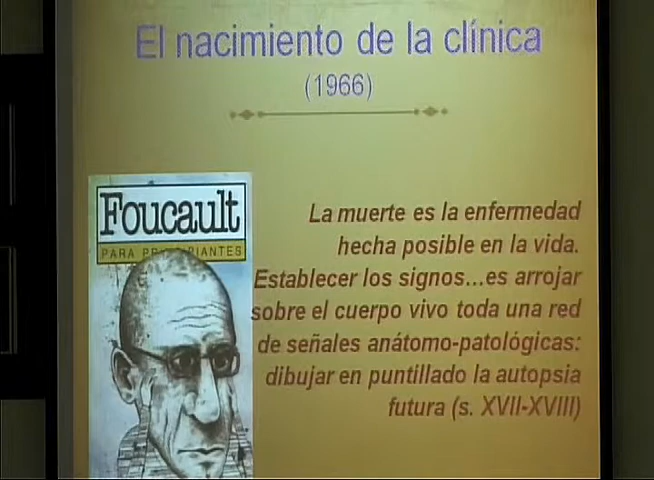 El nacimiento de la clínica
(1966)
Foucault
PARA PRINCIPIANTES
La muerte es la enfermedad
hecha posible en la vida.
Establecer los signos...es arrojar
sobre el cuerpo vivo toda una red
de señales anátomo-patológicas:
dibujar en puntillado la autopsia
futura (s. XVII-XVIII)